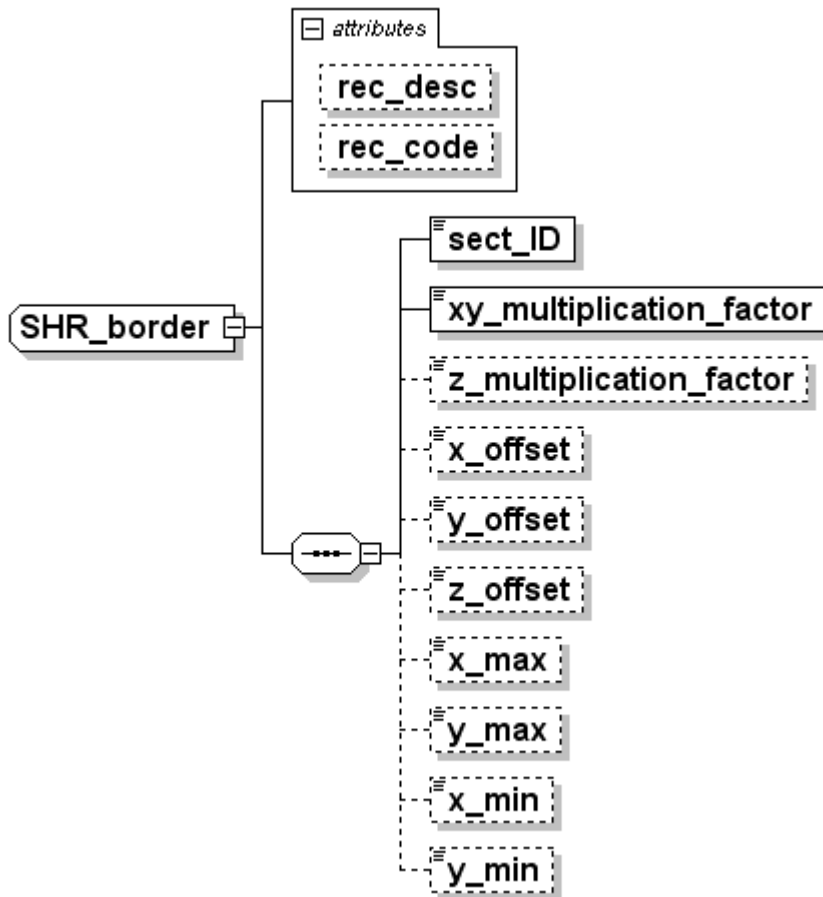 attributes
rec_desc
rec_code
SHR_border
sect_ID
xy_multiplication_factor
z_multiplication_factor
x_offset
y_offset
z_offset
x_max
y_max
x_min
y_min